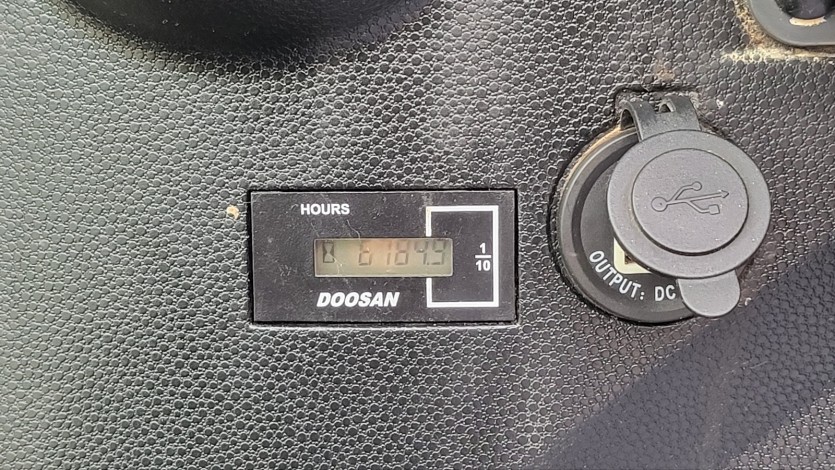 HOURS
6184.9
1
10
DOOSAN
OUTPUT: DC